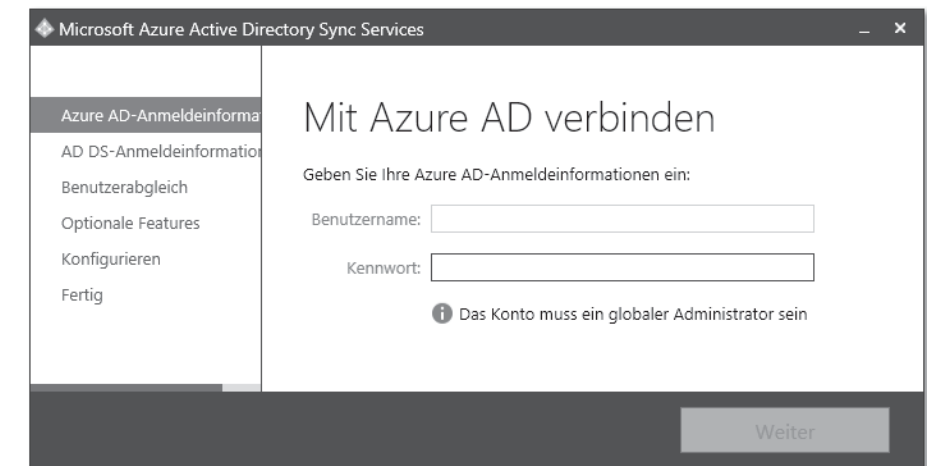 Microsoft Azure Active Directory Sync Services
Azure AD-Anmeldeinforma
AD DS-Anmeldeinformation
Benutzerabgleich
Optionale Features
Konfigurieren
Fertig
Mit Azure AD verbinden
Geben Sie Ihre Azure AD-Anmeldeinformationen ein:
Benutzername:
Kennwort:
Das Konto muss ein globaler Administrator sein
Weiter